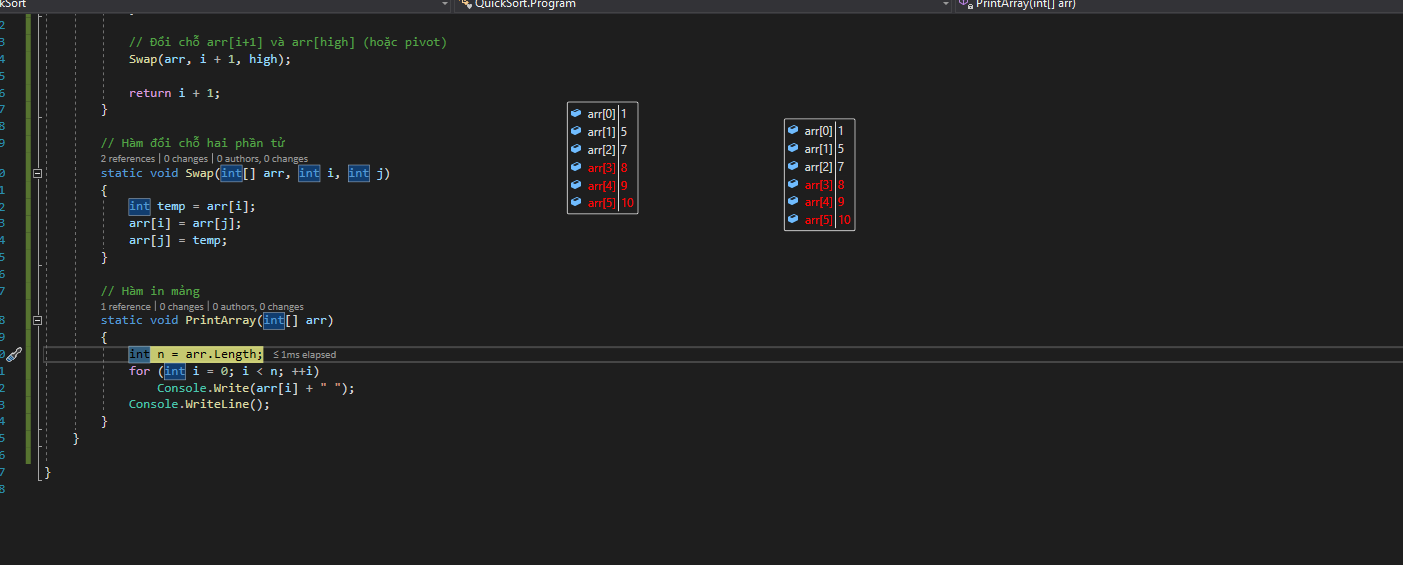 kSort
QuickSort.Program
PrintArray(int[] arr)
2
}
3
// Đổi chỗ arr[i+1] và arr[high] (hoặc pivot)
4
Swap(arr, i + 1, high);
5
6
return i + 1;
7
}
8
9
// Hàm đổi chỗ hai phần tử
2 references | 0 changes | 0 authors, 0 changes
0
static void Swap(int[] arr, int i, int j)
1
{
2
int temp = arr[i];
3
arr[i] = arr[j];
4
arr[j] = temp;
5
}
6
7
// Hàm in mảng
1 reference | 0 changes | 0 authors, 0 changes
8
static void PrintArray(int[] arr)
9
{
0
int n = arr.Length; ≤ 1ms elapsed
1
for (int i = 0; i < n; ++i)
2
Console.Write(arr[i] + " ");
3
Console.WriteLine();
4
}
5
}
6
7
}
8
arr[0] 1
arr[1] 5
arr[2] 7
arr[3] 8
arr[4] 9
arr[5] 10
arr[0] 1
arr[1] 5
arr[2] 7
arr[3] 8
arr[4] 9
arr[5] 10